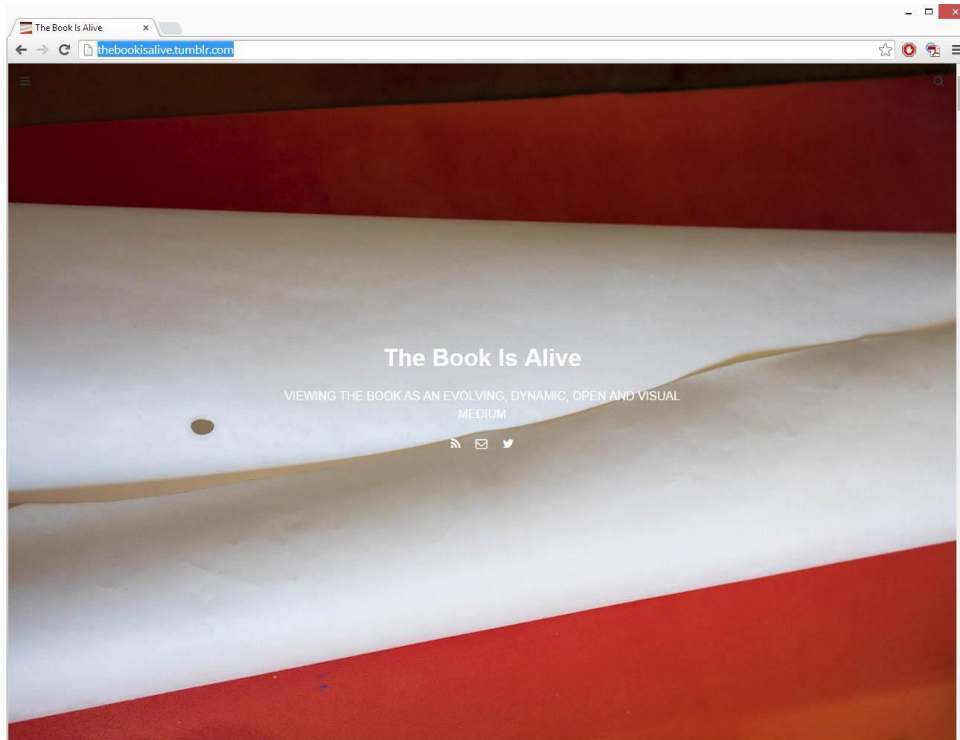 The Book Is Alive
thebookisalive.tumblr.com
The Book Is Alive
VIEWING THE BOOK AS AN EVOLVING, DYNAMIC, OPEN AND VISUAL
MEDIUM